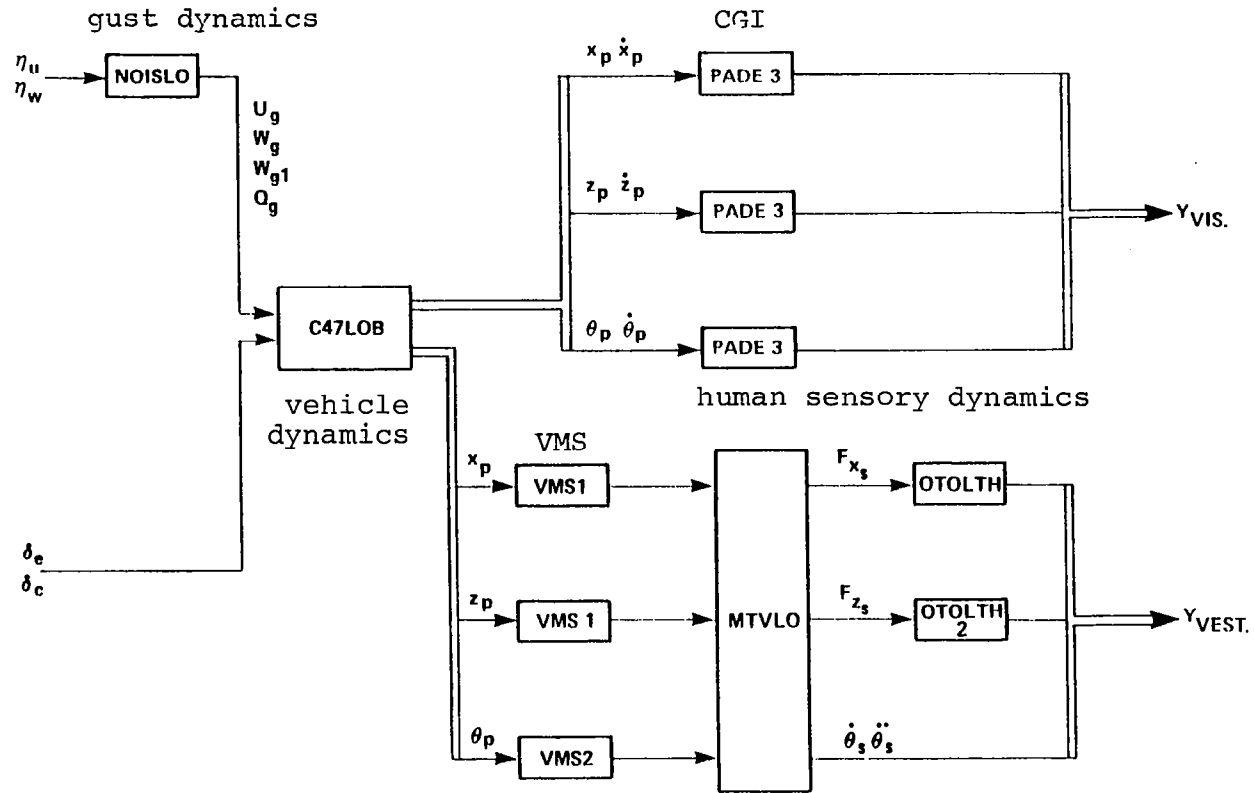 gust dynamics
CGI
ηu
ηw
NOISLO
Ug
Wg
Wg1
Qg
xp ẋp
PADE 3
zp żp
PADE 3
YVIS.
θp θ̇p
PADE 3
C47LOB
vehicle
dynamics
human sensory dynamics
VMS
xp
VMS1
Fxs
OTOLTH
δe
δc
zp
VMS 1
MTVLO
Fzs
OTOLTH
2
YVEST.
θp
VMS2
θ̇s θ̈s